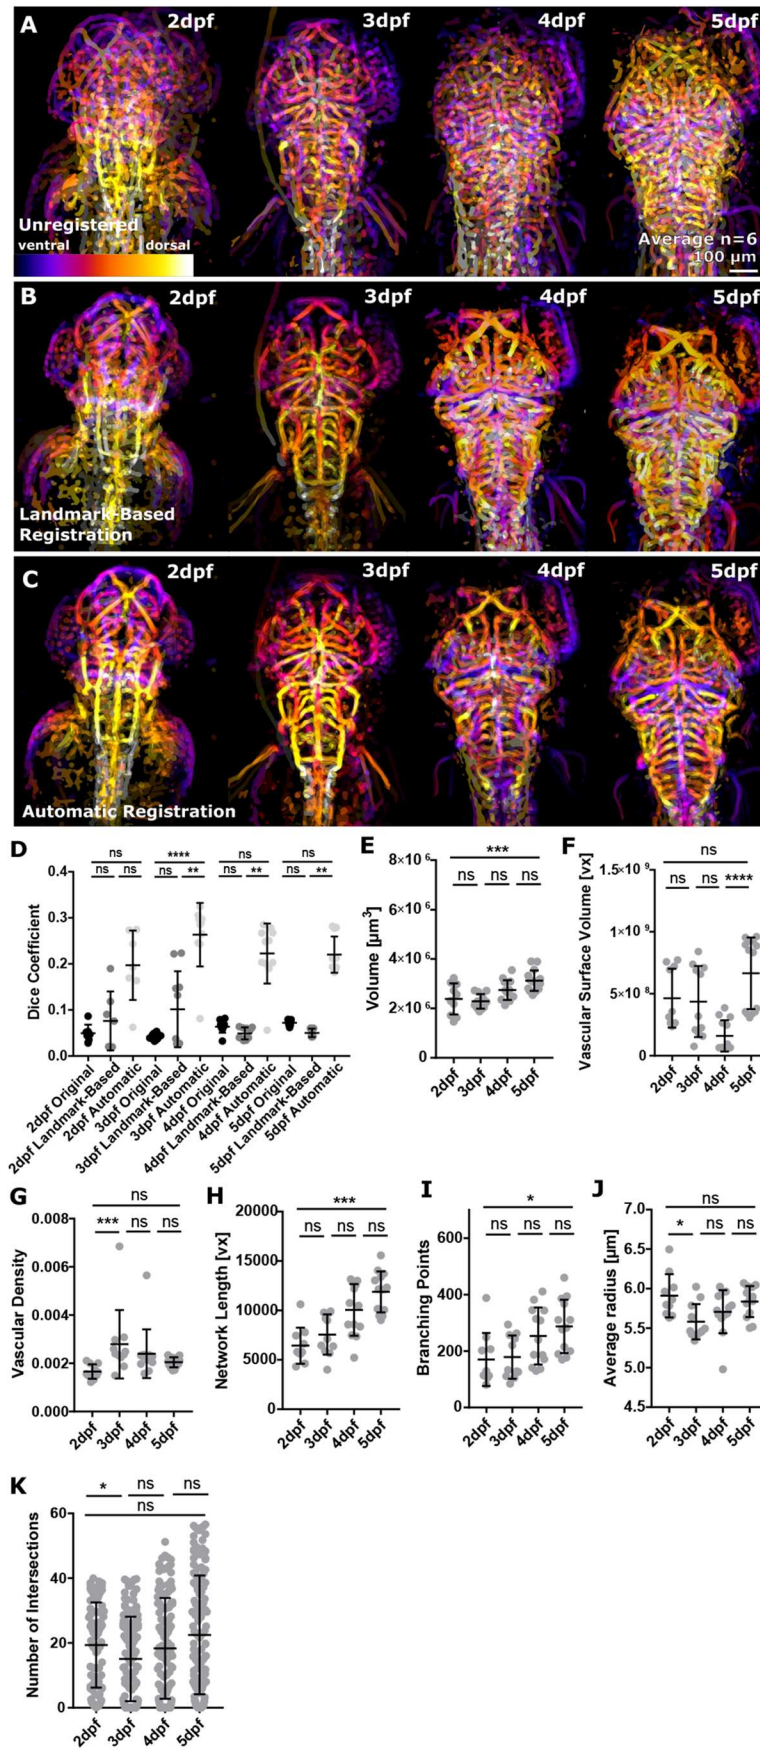 A 2dpf 3dpf 4dpf 5dpf
Unregistered
ventral dorsal
Average n=6
100 µm
B 2dpf 3dpf 4dpf 5dpf
Landmark-Based
Registration
C 2dpf 3dpf 4dpf 5dpf
Automatic Registration
D
ns **** ns ns
ns ns ns ** ns ** ns **
Dice Coefficient
0.4
0.3
0.2
0.1
0.0
2dpf Original
2dpf Landmark-Based
2dpf Automatic
3dpf Original
3dpf Landmark-Based
3dpf Automatic
4dpf Original
4dpf Landmark-Based
4dpf Automatic
5dpf Original
5dpf Landmark-Based
5dpf Automatic
E
***
ns ns ns
Volume [µm³]
8×10⁶
6×10⁶
4×10⁶
2×10⁶
0
2dpf 3dpf 4dpf 5dpf
F
ns
ns ns ****
Vascular Surface Volume [vx]
1.5×10⁹
1×10⁹
5×10⁸
0
2dpf 3dpf 4dpf 5dpf
G
ns
*** ns ns
Vascular Density
0.008
0.006
0.004
0.002
0.000
2dpf 3dpf 4dpf 5dpf
H
***
ns ns ns
Network Length [vx]
20000
15000
10000
5000
0
2dpf 3dpf 4dpf 5dpf
I
*
ns ns ns
Branching Points
600
400
200
0
2dpf 3dpf 4dpf 5dpf
J
ns
* ns ns
Average radius [µm]
7.0
6.5
6.0
5.5
5.0
4.5
2dpf 3dpf 4dpf 5dpf
K
* ns ns
ns
Number of Intersections
60
40
20
0
2dpf 3dpf 4dpf 5dpf